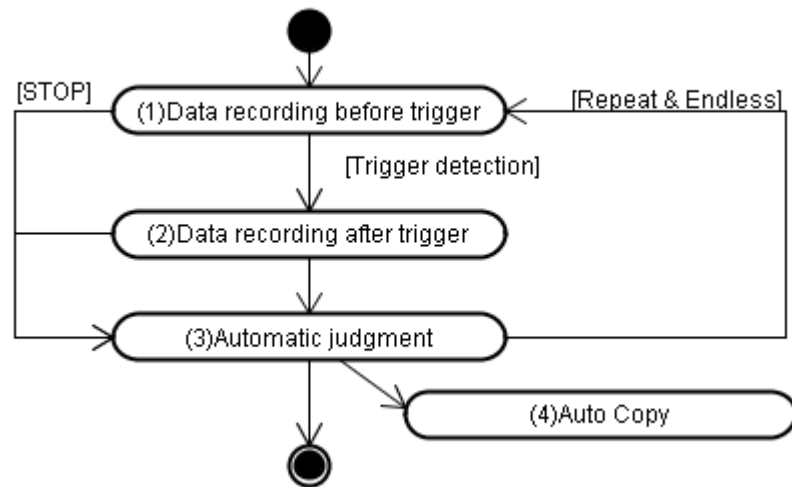 [STOP]
(1)Data recording before trigger
[Repeat & Endless]
[Trigger detection]
(2)Data recording after trigger
(3)Automatic judgment
(4)Auto Copy